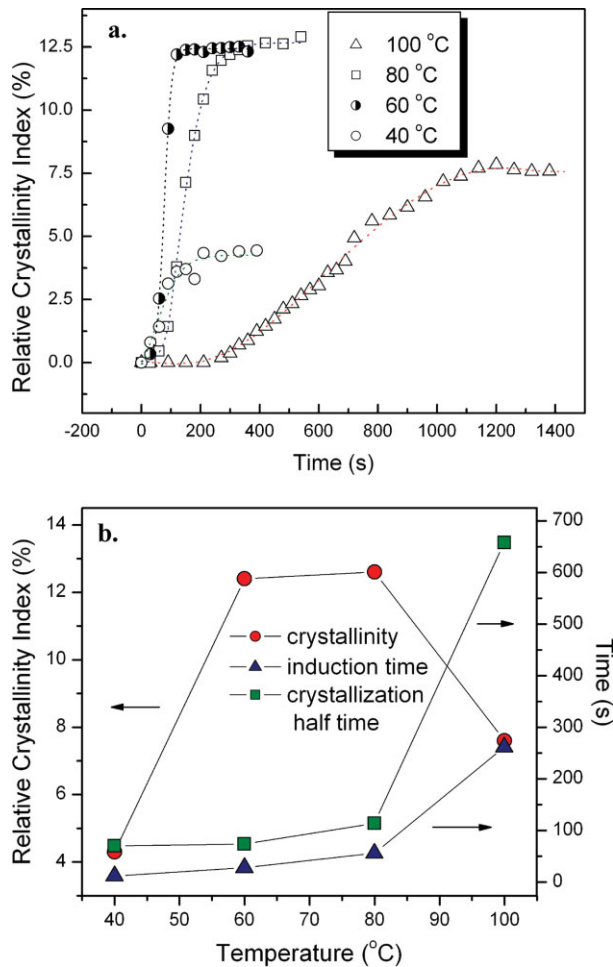 a.
12.5
10.0
7.5
5.0
2.5
0.0
Relative Crystallinity Index (%)
100 °C
80 °C
60 °C
40 °C
-200 0 200 400 600 800 1000 1200 1400
Time (s)
b.
14
12
10
8
6
4
Relative Crystallinity Index (%)
crystallinity
induction time
crystallization
half time
700
600
500
400
300
200
100
0
Time (s)
40 50 60 70 80 90 100
Temperature (°C)